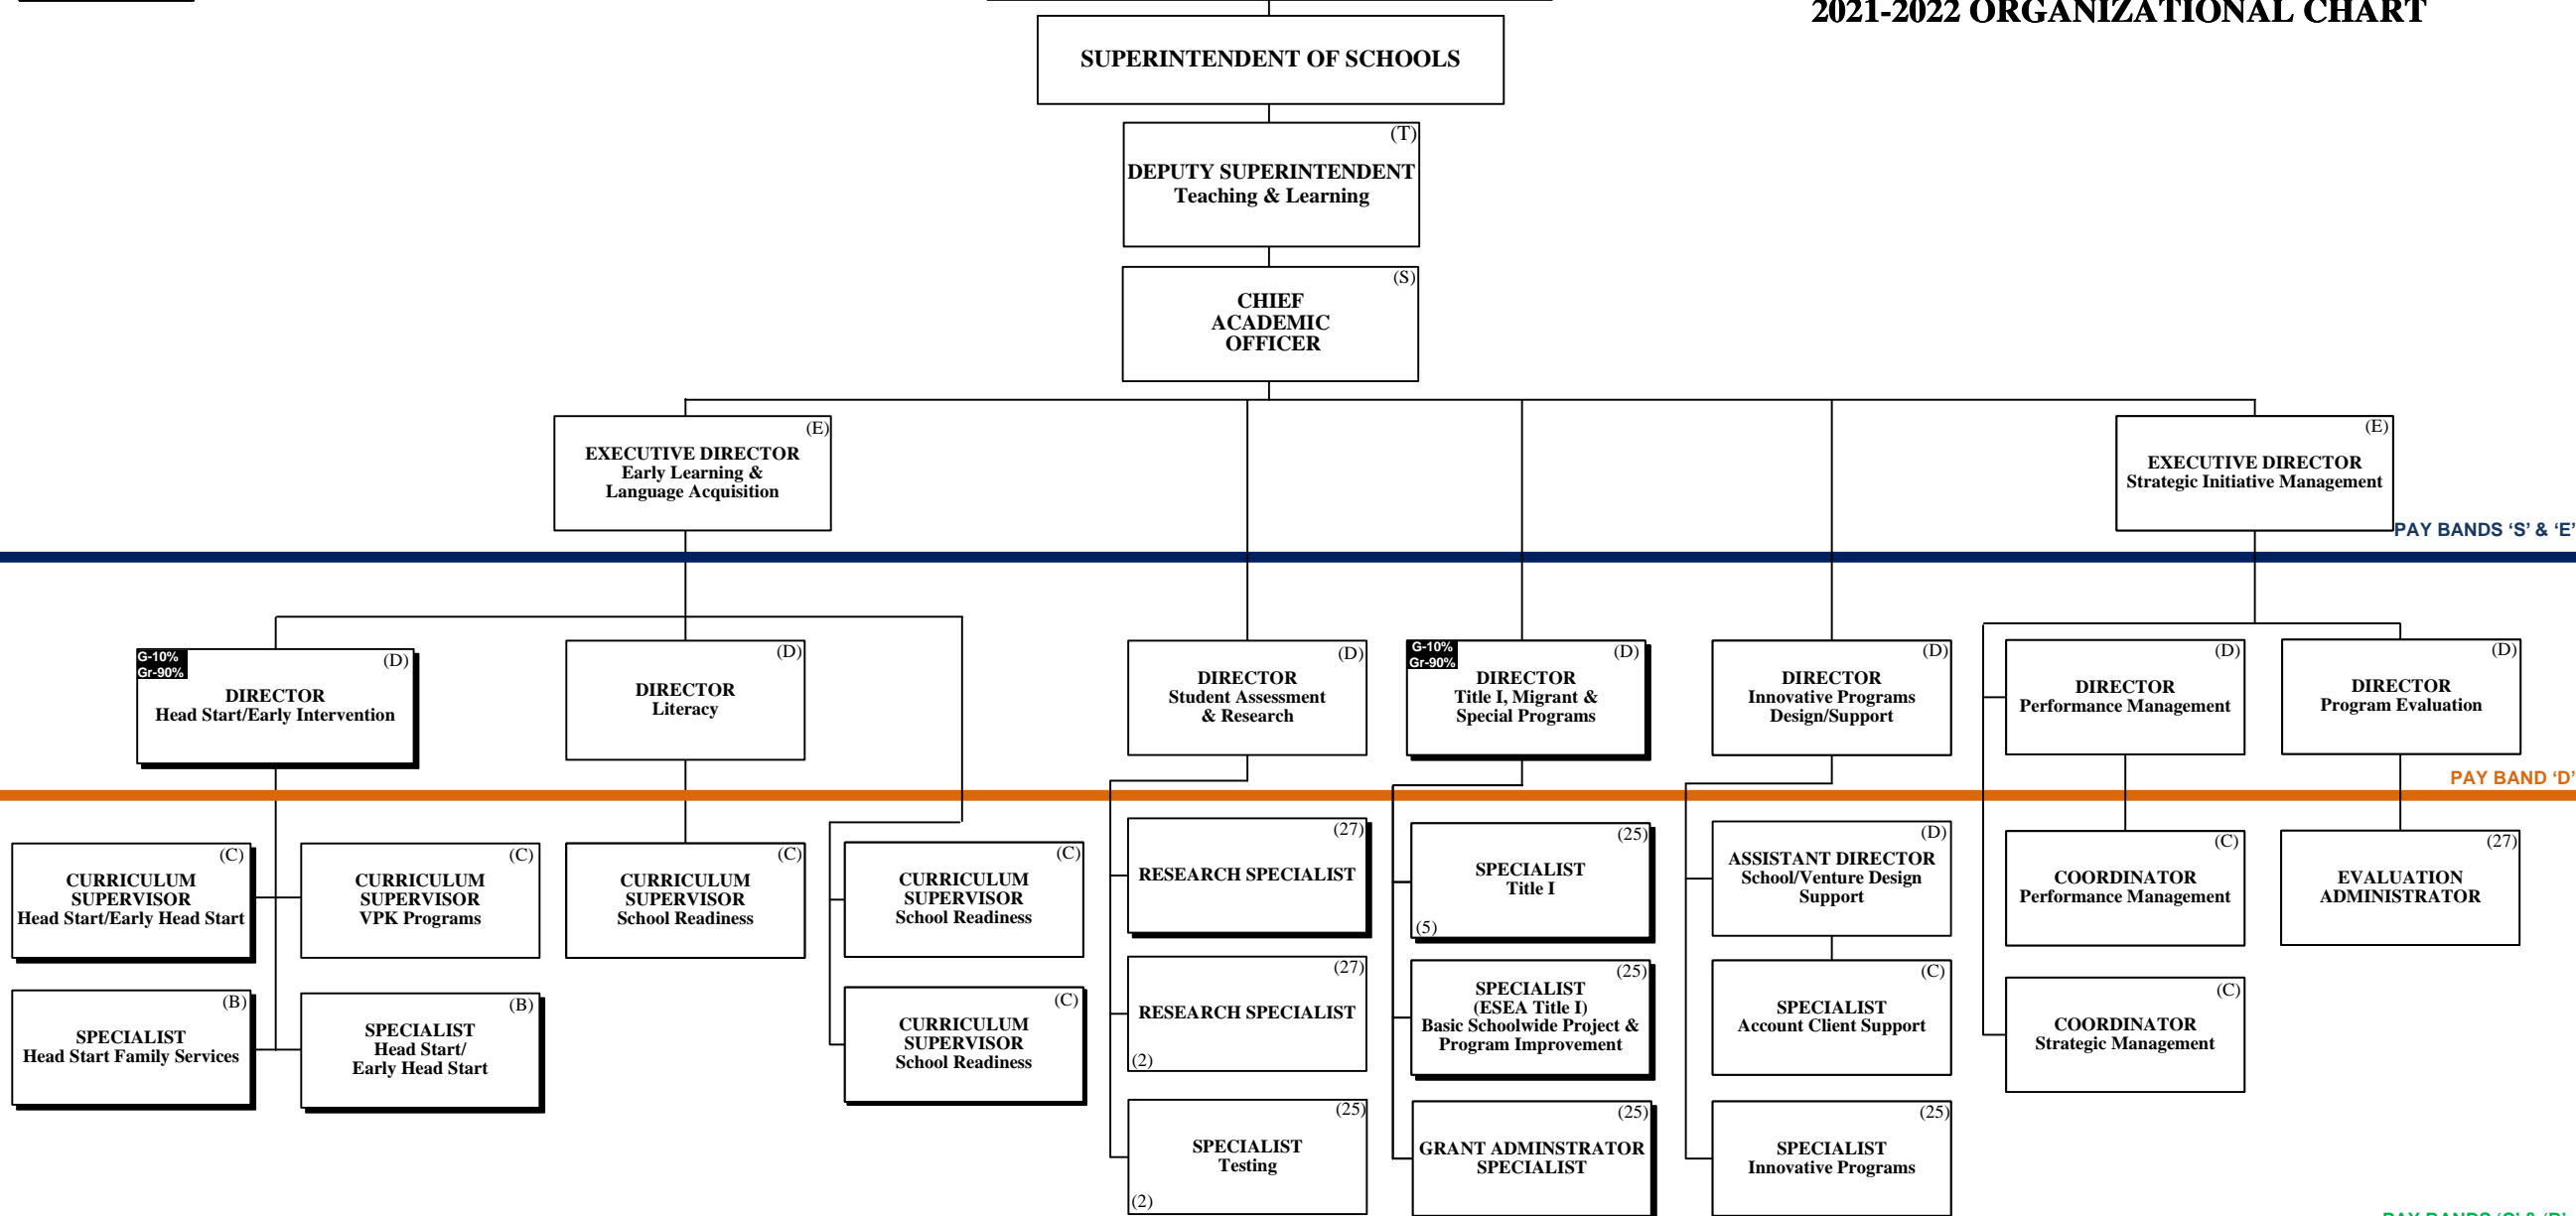 2021-2022 ORGANIZATIONAL CHART
SUPERINTENDENT OF SCHOOLS
(T)
DEPUTY SUPERINTENDENT
Teaching & Learning
(S)
CHIEF
ACADEMIC
OFFICER
(E)
EXECUTIVE DIRECTOR
Early Learning &
Language Acquisition
(E)
EXECUTIVE DIRECTOR
Strategic Initiative Management
PAY BANDS ‘S’ & ‘E’
G-10%
Gr-90%
(D)
DIRECTOR
Head Start/Early Intervention
(D)
DIRECTOR
Literacy
(D)
DIRECTOR
Student Assessment
& Research
G-10%
Gr-90%
(D)
DIRECTOR
Title I, Migrant &
Special Programs
(D)
DIRECTOR
Innovative Programs
Design/Support
(D)
DIRECTOR
Performance Management
(D)
DIRECTOR
Program Evaluation
PAY BAND ‘D’
(C)
CURRICULUM
SUPERVISOR
Head Start/Early Head Start
(C)
CURRICULUM
SUPERVISOR
VPK Programs
(C)
CURRICULUM
SUPERVISOR
School Readiness
(C)
CURRICULUM
SUPERVISOR
School Readiness
(27)
RESEARCH SPECIALIST
(25)
SPECIALIST
Title I
(5)
(D)
ASSISTANT DIRECTOR
School/Venture Design
Support
(C)
COORDINATOR
Performance Management
(27)
EVALUATION
ADMINISTRATOR
(B)
SPECIALIST
Head Start Family Services
(B)
SPECIALIST
Head Start/
Early Head Start
(C)
CURRICULUM
SUPERVISOR
School Readiness
(27)
RESEARCH SPECIALIST
(2)
(25)
SPECIALIST
(ESEA Title I)
Basic Schoolwide Project &
Program Improvement
(C)
SPECIALIST
Account Client Support
(C)
COORDINATOR
Strategic Management
(25)
SPECIALIST
Testing
(2)
(25)
GRANT ADMINSTRATOR
SPECIALIST
(25)
SPECIALIST
Innovative Programs